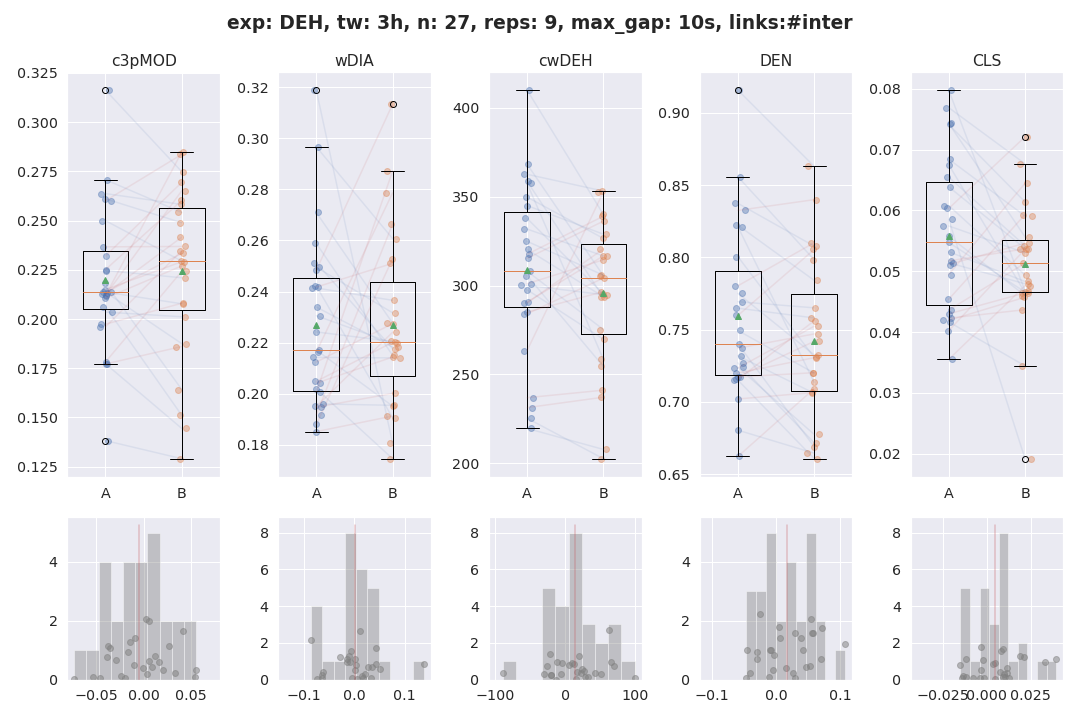 exp: DEH, tw: 3h, n: 27, reps: 9, max_gap: 10s, links:#inter
c3pMOD wDIA cwDEH DEN CLS
0.325 0.300 0.275 0.250 0.225 0.200 0.175 0.150 0.125
A B
0.32 0.30 0.28 0.26 0.24 0.22 0.20 0.18
A B
400 350 300 250 200
A B
0.90 0.85 0.80 0.75 0.70 0.65
A B
0.08 0.07 0.06 0.05 0.04 0.03 0.02
A B
4 2 0
−0.05 0.00 0.05
8 6 4 2 0
−0.1 0.0 0.1
8 6 4 2 0
−100 0 100
4 2 0
−0.1 0.0 0.1
8 6 4 2 0
−0.025 0.000 0.025